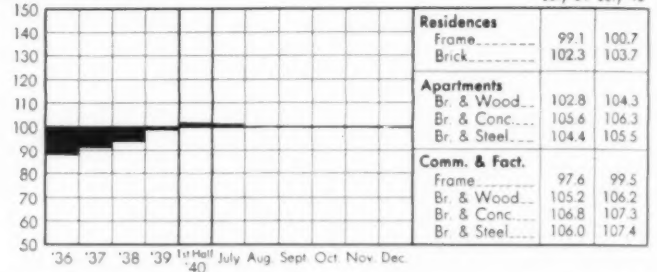 150
140
130
120
110
100
90
80
70
60
50
'36 '37 '38 '39 1st Half '40 July Aug. Sept. Oct. Nov. Dec.
Residences
Frame 99.1 100.7
Brick 102.3 103.7
Apartments
Br. & Wood 102.8 104.3
Br. & Conc. 105.6 106.3
Br. & Steel 104.4 105.5
Comm. & Fact.
Frame 97.6 99.5
Br. & Wood 105.2 106.2
Br. & Conc. 106.8 107.3
Br. & Steel 106.0 107.4